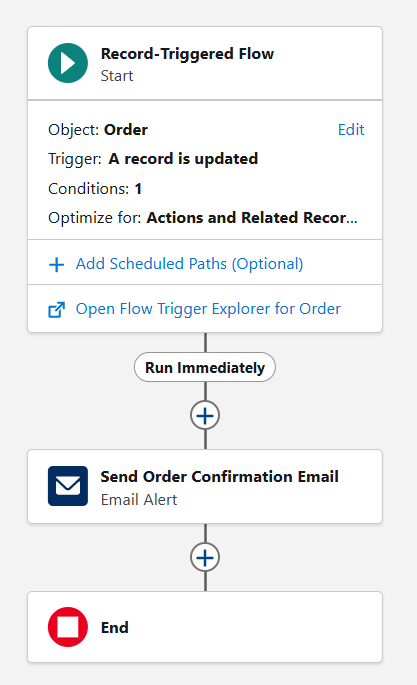 Record-Triggered Flow
Start
Object: Order Edit
Trigger: A record is updated
Conditions: 1
Optimize for: Actions and Related Recor...
Add Scheduled Paths (Optional)
Open Flow Trigger Explorer for Order
Run Immediately
Send Order Confirmation Email
Email Alert
End